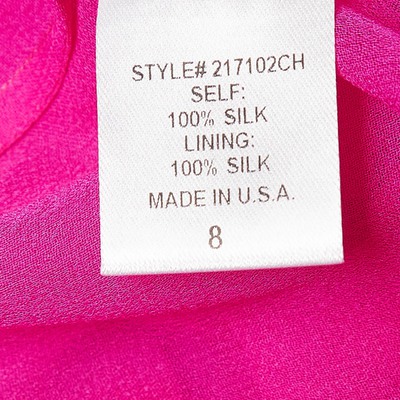 STYLE# 217102CH
SELF:
100% SILK
LINING:
100% SILK
MADE IN U.S.A.
8